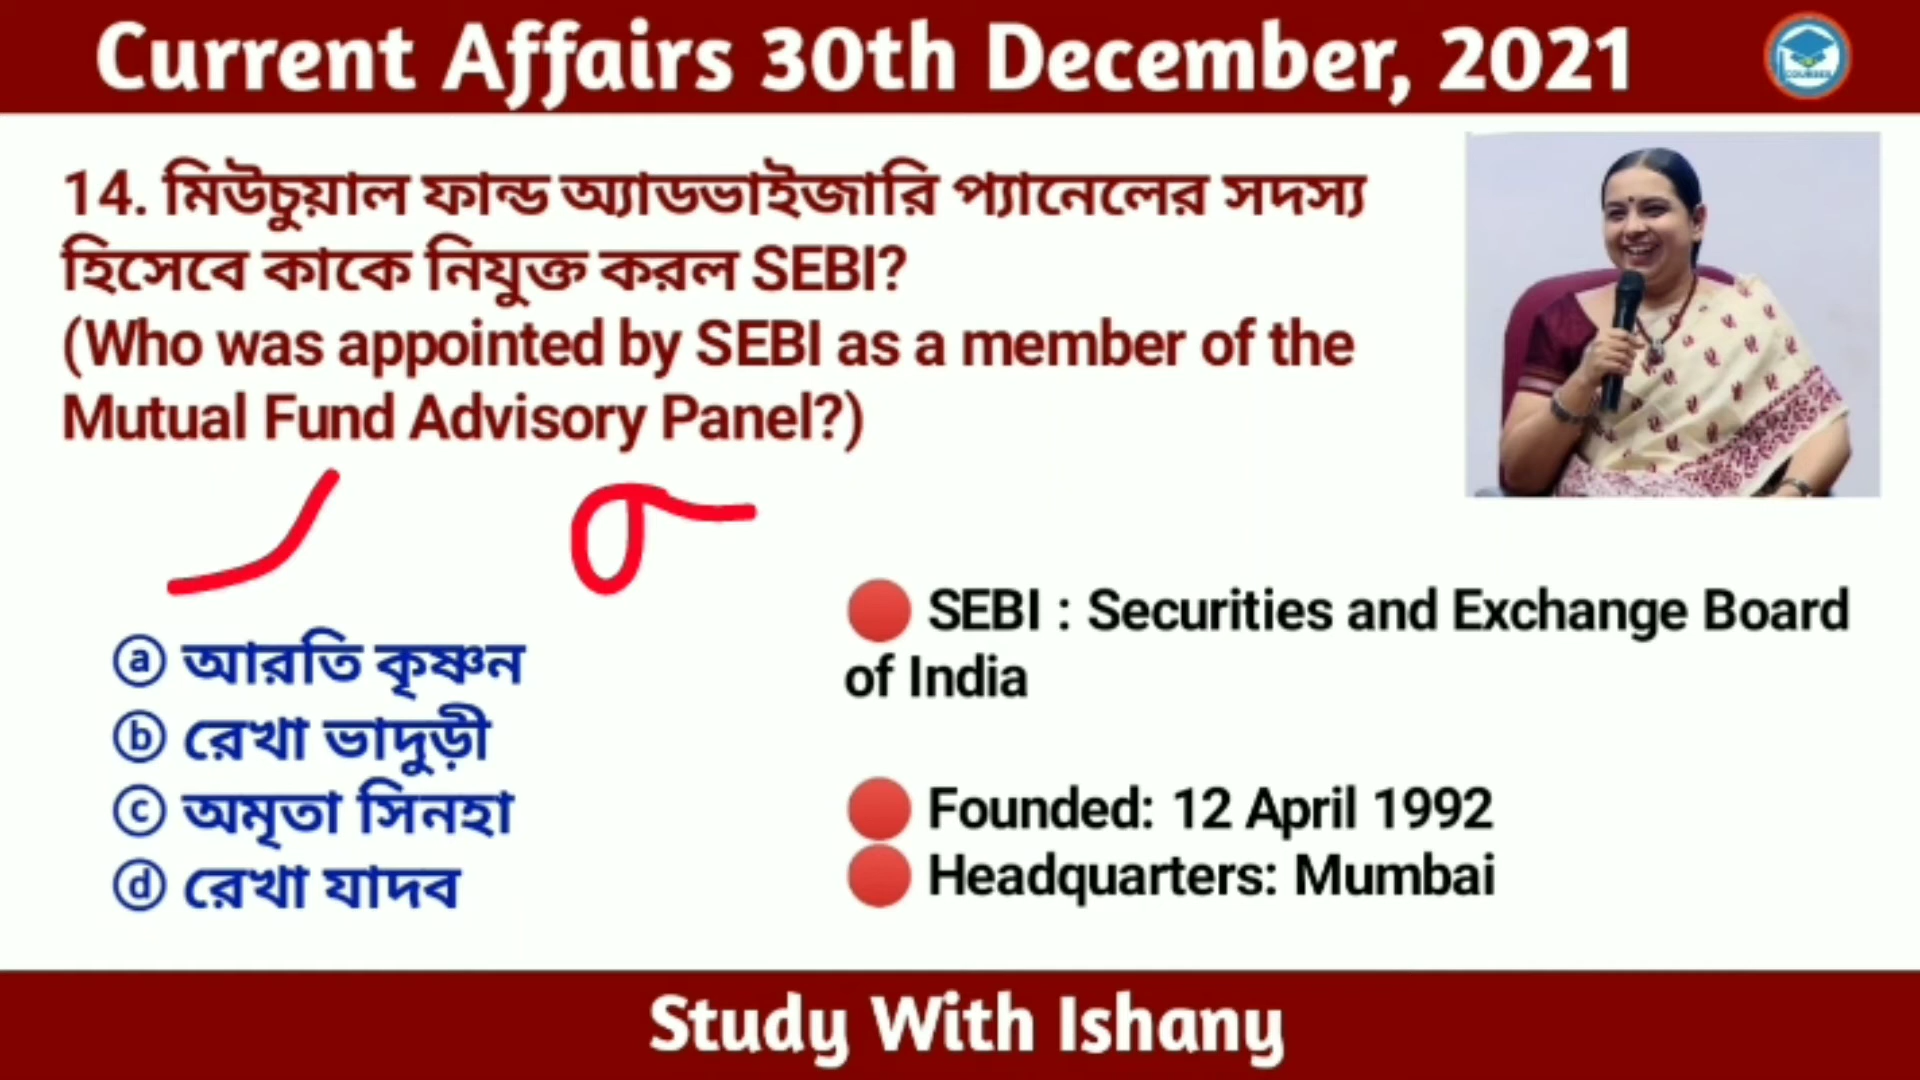 Current Affairs 30th December, 2021
COURSES
14. মিউচুয়াল ফান্ড অ্যাডভাইজারি প্যানেলের সদস্য
হিসেবে কাকে নিযুক্ত করল SEBI?
(Who was appointed by SEBI as a member of the
Mutual Fund Advisory Panel?)
ⓐ আরতি কৃষ্ণন
ⓑ রেখা ভাদুড়ী
ⓒ অমৃতা সিনহা
ⓓ রেখা যাদব
🔴 SEBI : Securities and Exchange Board
of India
🔴 Founded: 12 April 1992
🔴 Headquarters: Mumbai
Study With Ishany